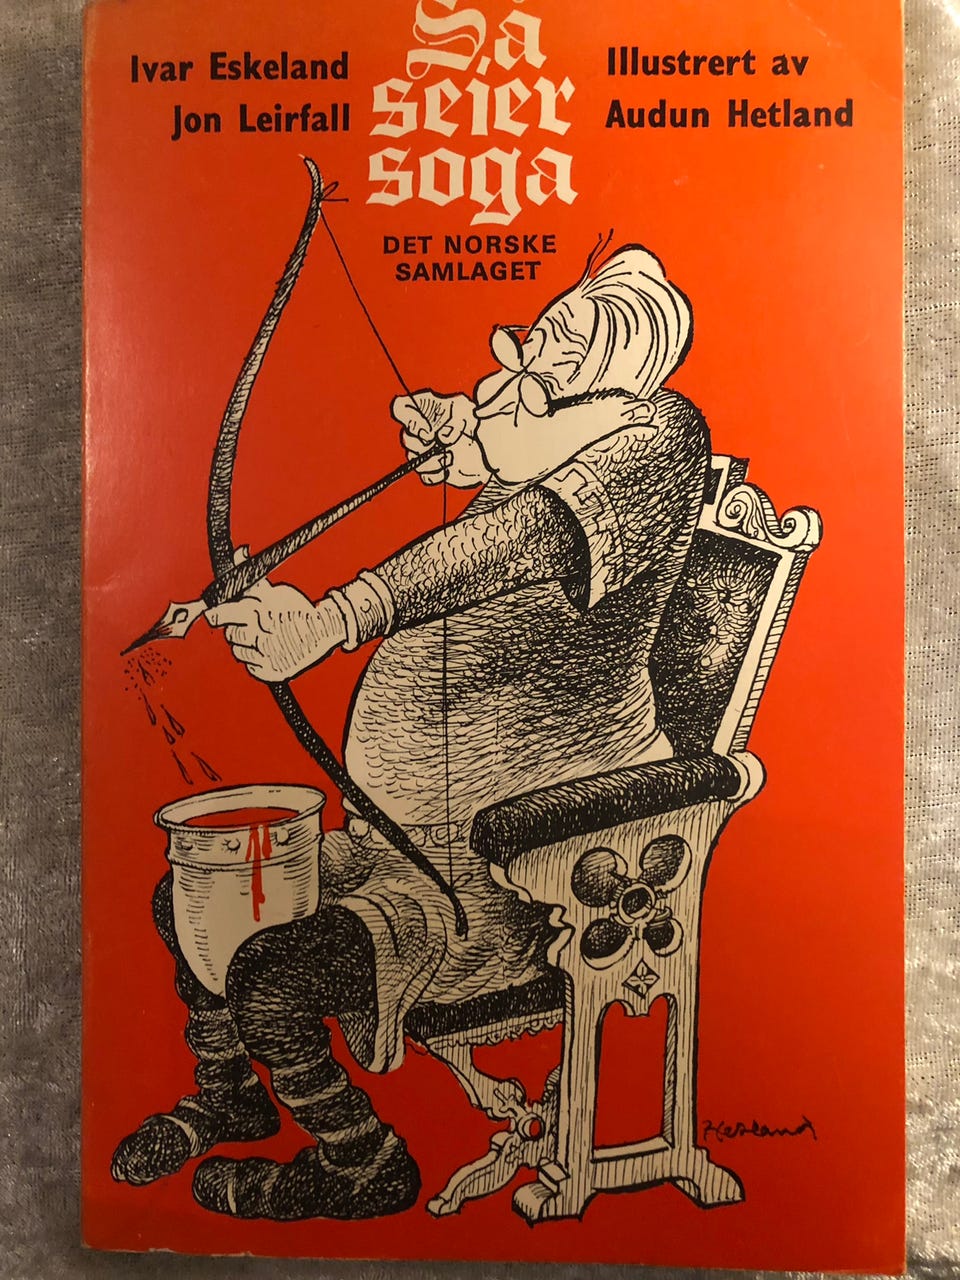 Ivar Eskeland
Jon Leirfall
Så
seier
soga
Illustrert av
Audun Hetland
DET NORSKE
SAMLAGET
Hetland